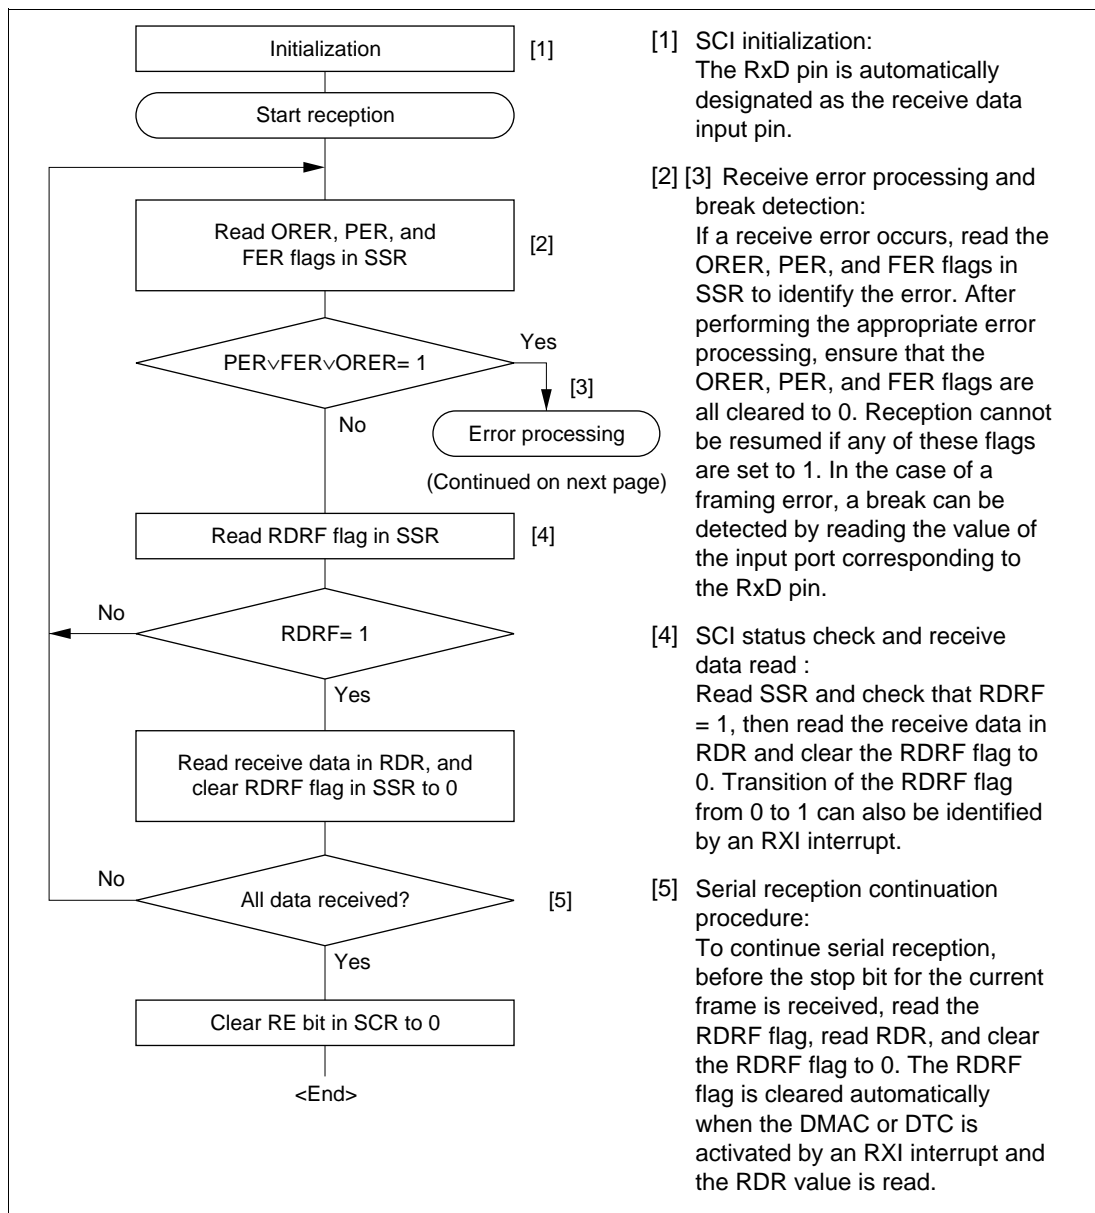 Initialization
[1]
Start reception
Read ORER, PER, and
FER flags in SSR
[2]
PER∨FER∨ORER= 1
Yes
[3]
No
Error processing
(Continued on next page)
Read RDRF flag in SSR
[4]
No
RDRF= 1
Yes
Read receive data in RDR, and
clear RDRF flag in SSR to 0
No
All data received?
[5]
Yes
Clear RE bit in SCR to 0
<End>
[1] SCI initialization:
The RxD pin is automatically
designated as the receive data
input pin.
[2] [3] Receive error processing and
break detection:
If a receive error occurs, read the
ORER, PER, and FER flags in
SSR to identify the error. After
performing the appropriate error
processing, ensure that the
ORER, PER, and FER flags are
all cleared to 0. Reception cannot
be resumed if any of these flags
are set to 1. In the case of a
framing error, a break can be
detected by reading the value of
the input port corresponding to
the RxD pin.
[4] SCI status check and receive
data read :
Read SSR and check that RDRF
= 1, then read the receive data in
RDR and clear the RDRF flag to
0. Transition of the RDRF flag
from 0 to 1 can also be identified
by an RXI interrupt.
[5] Serial reception continuation
procedure:
To continue serial reception,
before the stop bit for the current
frame is received, read the
RDRF flag, read RDR, and clear
the RDRF flag to 0. The RDRF
flag is cleared automatically
when the DMAC or DTC is
activated by an RXI interrupt and
the RDR value is read.